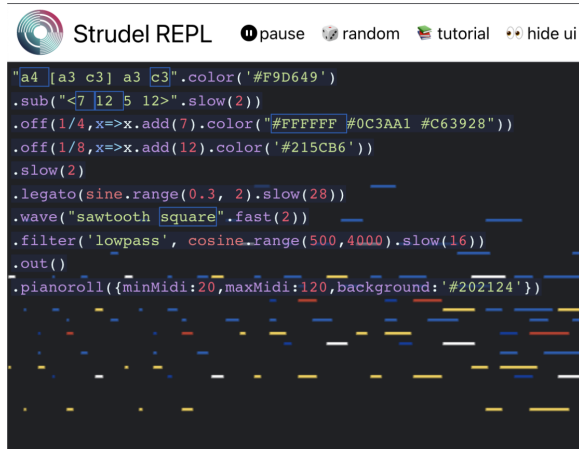 Strudel REPL pause random tutorial hide ui
"a4 [a3 c3] a3 c3".color('#F9D649')
.sub("<7 12 5 12>".slow(2))
.off(1/4,x=>x.add(7).color("#FFFFFF #0C3AA1 #C63928"))
.off(1/8,x=>x.add(12).color('#215CB6'))
.slow(2)
.legato(sine.range(0.3, 2).slow(28))
.wave("sawtooth square".fast(2))
.filter('lowpass', cosine.range(500,4000).slow(16))
.out()
.pianoroll({minMidi:20,maxMidi:120,background:'#202124'})